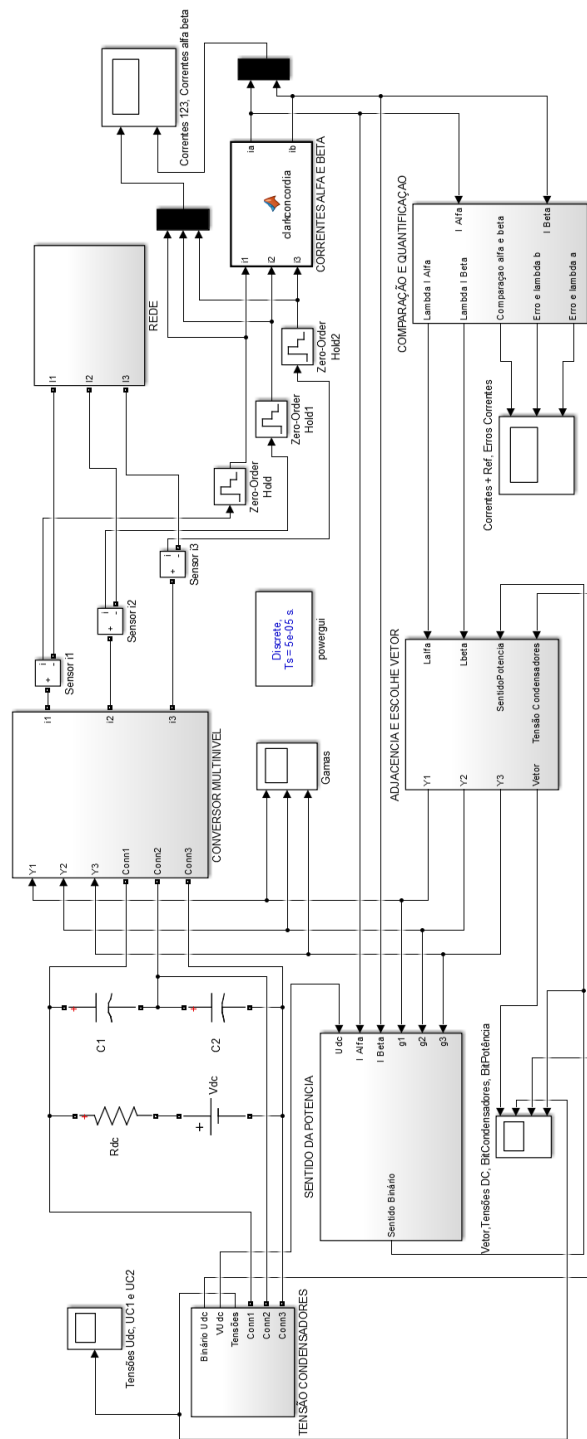 Tensões Udc, UC1 e UC2
Binário U dc
VU dc
Tensões
Conn1
Conn2
Conn3
TENSÃO CONDENSADORES
Rdc
+
Vdc
+
C1
+
C2
+
Y1
Y2
Y3
Conn1
Conn2
Conn3
i1
i2
i3
CONVERSOR MULTINIVEL
+
i
-
Sensor i1
+
i
-
Sensor i2
+
i
-
Sensor i3
I1
I2
I3
REDE
Correntes 123, Correntes alfa beta
Zero-Order
Hold
Zero-Order
Hold1
Zero-Order
Hold2
i1
I2
I3
clarkconcordia
ia
ib
CORRENTES ALFA E BETA
Discrete,
Ts = 5e-05 s.
powergui
Gamas
U dc
I Alfa
I Beta
g1
g2
g3
Sentido Binário
SENTIDO DA POTENCIA
Vetor,Tensões DC, BitCondensadores, BitPotência
Y1
Y2
Y3
Vetor
Lalfa
Lbeta
SentidoPotencia
Tensão Condensadores
ADJACENCIA E ESCOLHE VETOR
Correntes + Ref, Erros Correntes
Lambda I Alfa
Lambda I Beta
Comparaçao alfa e beta
Erro e lambda b
Erro e lambda a
I Alfa
I Beta
COMPARAÇÃO E QUANTIFICAÇÃO